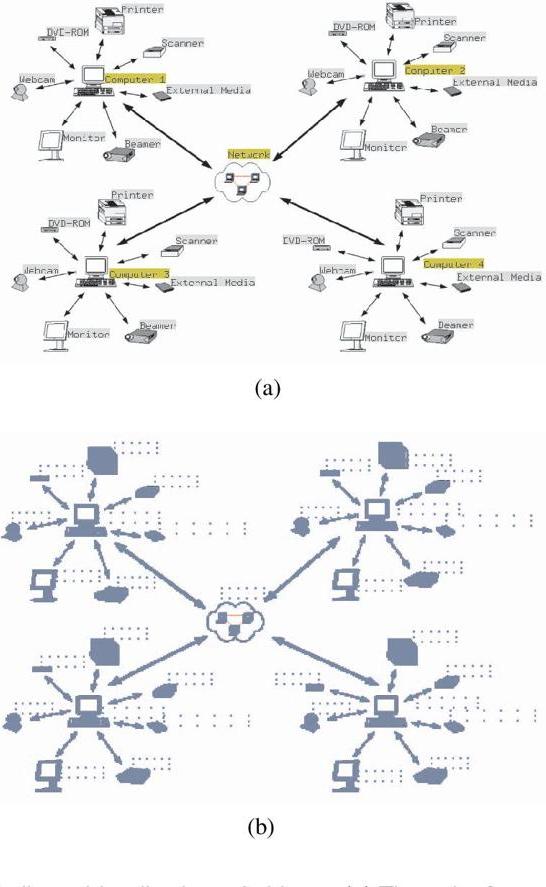 Printer
DVD-ROM
Scanner
Webcam
Computer 1
External Media
Monitor
Beamer
Printer
DVD-ROM
Scanner
Webcam
Computer 2
External Media
Monitor
Beamer
Network
Printer
DVD-ROM
Scanner
Webcam
Computer 3
External Media
Monitor
Beamer
Printer
DVD-ROM
Scanner
Webcam
Computer 4
External Media
Monitor
Beamer
(a)
(b)